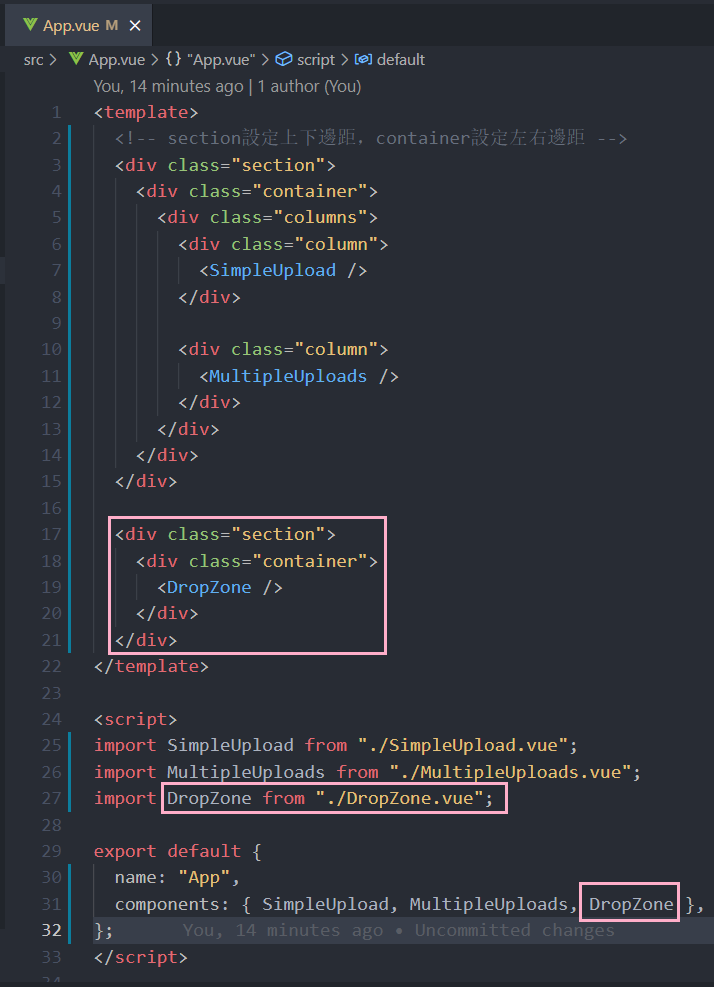 App.vue M ×
src > App.vue > {} "App.vue" > script > default
You, 14 minutes ago | 1 author (You)
1 <template>
2 <!-- section設定上下邊距，container設定左右邊距 -->
3 <div class="section">
4 <div class="container">
5 <div class="columns">
6 <div class="column">
7 <SimpleUpload />
8 </div>
9
10 <div class="column">
11 <MultipleUploads />
12 </div>
13 </div>
14 </div>
15 </div>
16
17 <div class="section">
18 <div class="container">
19 <DropZone />
20 </div>
21 </div>
22 </template>
23
24 <script>
25 import SimpleUpload from "./SimpleUpload.vue";
26 import MultipleUploads from "./MultipleUploads.vue";
27 import DropZone from "./DropZone.vue";
28
29 export default {
30 name: "App",
31 components: { SimpleUpload, MultipleUploads, DropZone },
32 }; You, 14 minutes ago • Uncommitted changes
33 </script>
34